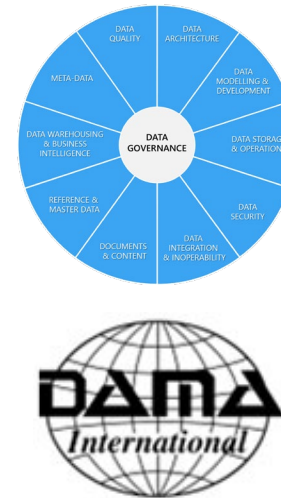 DATA
QUALITY
DATA
ARCHITECTURE
DATA
MODELLING &
DEVELOPMENT
DATA STORAG
& OPERATION
DATA
SECURITY
DATA
INTEGRATION
& INOPERABILITY
DOCUMENTS
& CONTENT
REFERENCE &
MASTER DATA
DATA WAREHOUSING
& BUSINESS
INTELLIGENCE
META-DATA
DATA
GOVERNANCE
DAMA
International